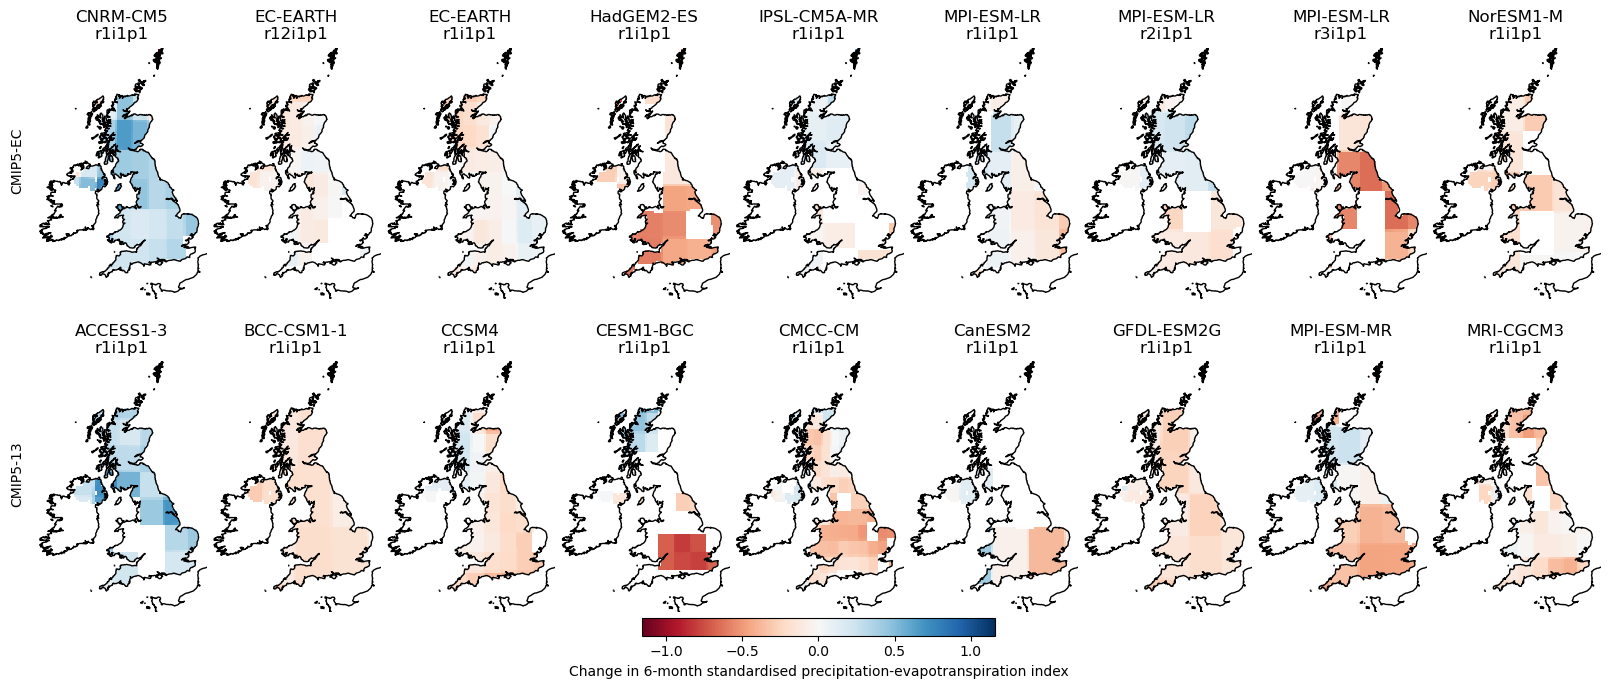 CNRM-CM5 EC-EARTH EC-EARTH HadGEM2-ES IPSL-CM5A-MR MPI-ESM-LR MPI-ESM-LR MPI-ESM-LR NorESM1-M
r1i1p1 r12i1p1 r1i1p1 r1i1p1 r1i1p1 r1i1p1 r2i1p1 r3i1p1 r1i1p1
CMIP5-EC
ACCESS1-3 BCC-CSM1-1 CCSM4 CESM1-BGC CMCC-CM CanESM2 GFDL-ESM2G MPI-ESM-MR MRI-CGCM3
r1i1p1 r1i1p1 r1i1p1 r1i1p1 r1i1p1 r1i1p1 r1i1p1 r1i1p1 r1i1p1
CMIP5-13
−1.0 −0.5 0.0 0.5 1.0
Change in 6-month standardised precipitation-evapotranspiration index